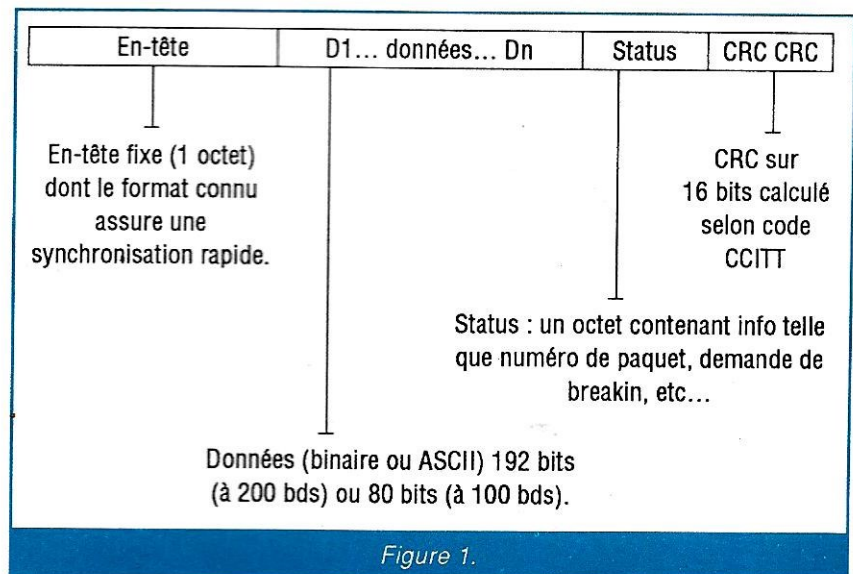 En-tête
D1... données... Dn
Status
CRC CRC
En-tête fixe (1 octet)
dont le format connu
assure une
synchronisation rapide.
CRC sur
16 bits calculé
selon code
CCITT
Status : un octet contenant info telle
que numéro de paquet, demande de
breakin, etc...
Données (binaire ou ASCII) 192 bits
(à 200 bds) ou 80 bits (à 100 bds).
Figure 1.